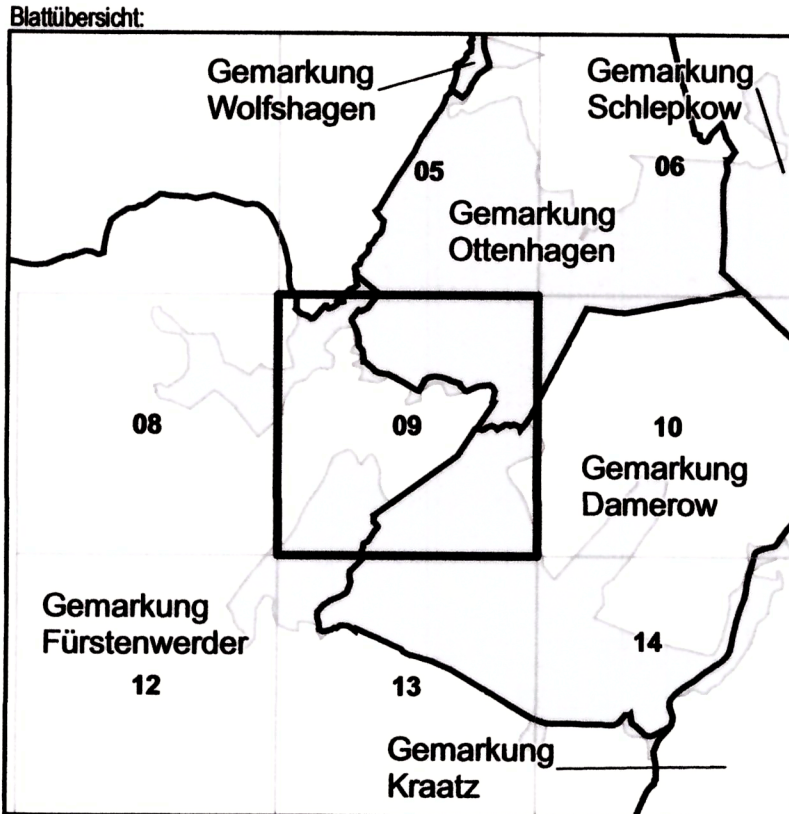 Blattübersicht:
Gemarkung
Wolfshagen
Gemarkung
Schlepkow
05
06
Gemarkung
Ottenhagen
08
09
10
Gemarkung
Damerow
Gemarkung
Fürstenwerder
12
13
14
Gemarkung
Kraatz